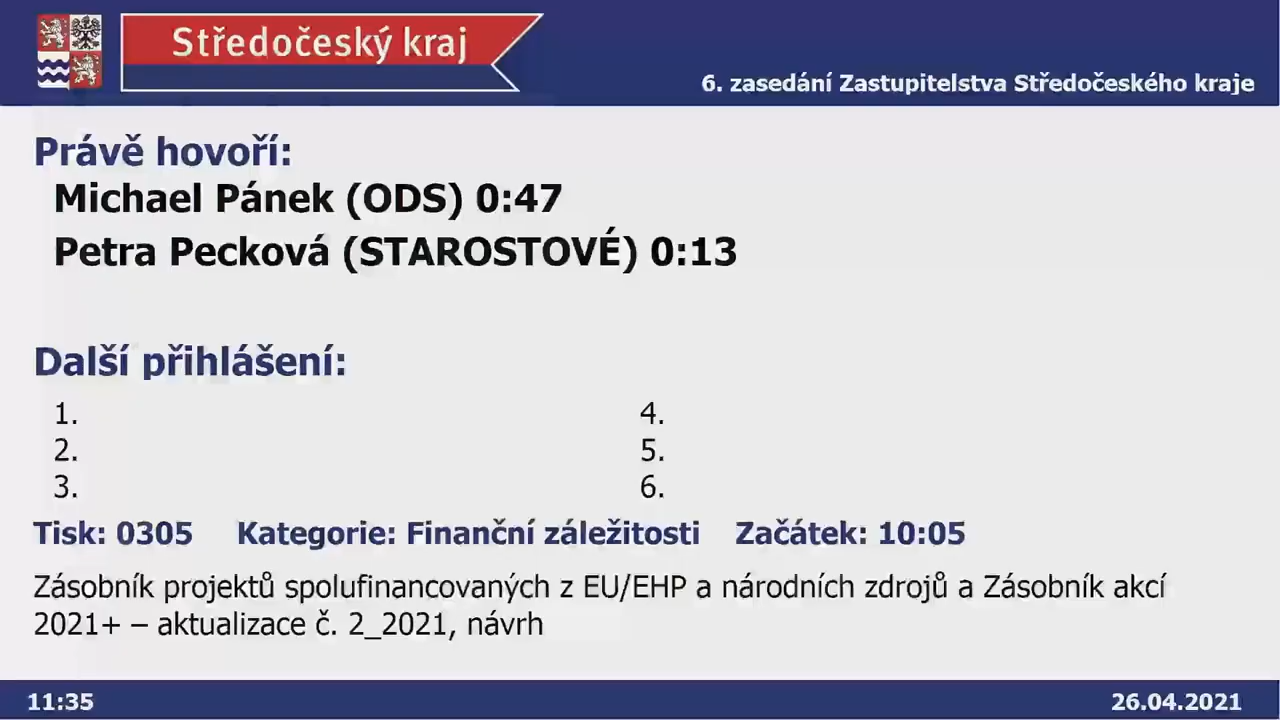 Středočeský kraj
6. zasedání Zastupitelstva Středočeského kraje
Právě hovoří:
Michael Pánek (ODS) 0:47
Petra Pecková (STAROSTOVÉ) 0:13
Další přihlášení:
1.
2.
3.
4.
5.
6.
Tisk: 0305 Kategorie: Finanční záležitosti Začátek: 10:05
Zásobník projektů spolufinancovaných z EU/EHP a národních zdrojů a Zásobník akcí
2021+ – aktualizace č. 2_2021, návrh
11:35
26.04.2021